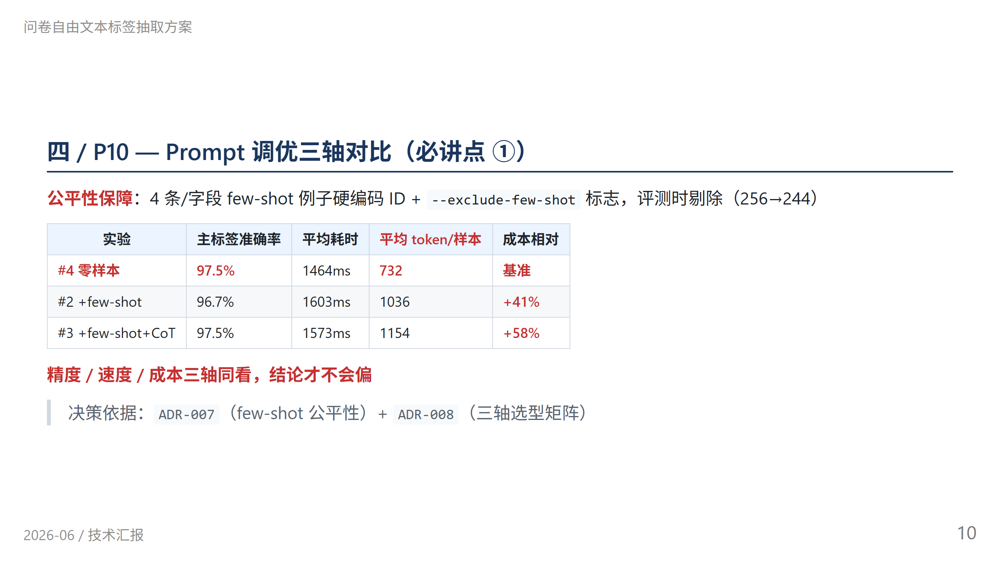 问卷自由文本标签抽取方案
四 / P10 — Prompt 调优三轴对比（必讲点 ①）
公平性保障：4 条/字段 few-shot 例子硬编码 ID + --exclude-few-shot 标志，评测时剔除（256→244）
实验 主标签准确率 平均耗时 平均 token/样本 成本相对
#4 零样本 97.5% 1464ms 732 基准
#2 +few-shot 96.7% 1603ms 1036 +41%
#3 +few-shot+CoT 97.5% 1573ms 1154 +58%
精度 / 速度 / 成本三轴同看，结论才不会偏
决策依据：ADR-007（few-shot 公平性）+ ADR-008（三轴选型矩阵）
2026-06 / 技术汇报
10